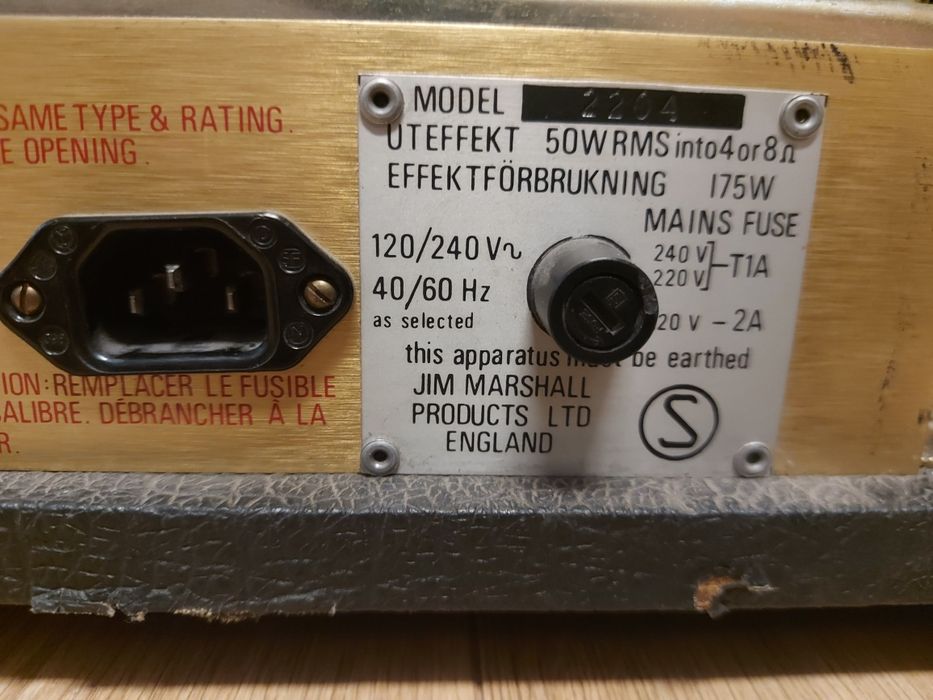 SAME TYPE & RATING.
E OPENING.
MODEL 2204
UTEFFEKT 50W RMS into 4 or 8Ω
EFFEKTFÖRBRUKNING 175W
MAINS FUSE
120/240 V~
240 V
220 V
T1A
40/60 Hz
20 V – 2A
as selected
this apparatus must be earthed
JIM MARSHALL
PRODUCTS LTD
ENGLAND
S
ION: REMPLACER LE FUSIBLE
CALIBRE. DÉBRANCHER À LA
R.